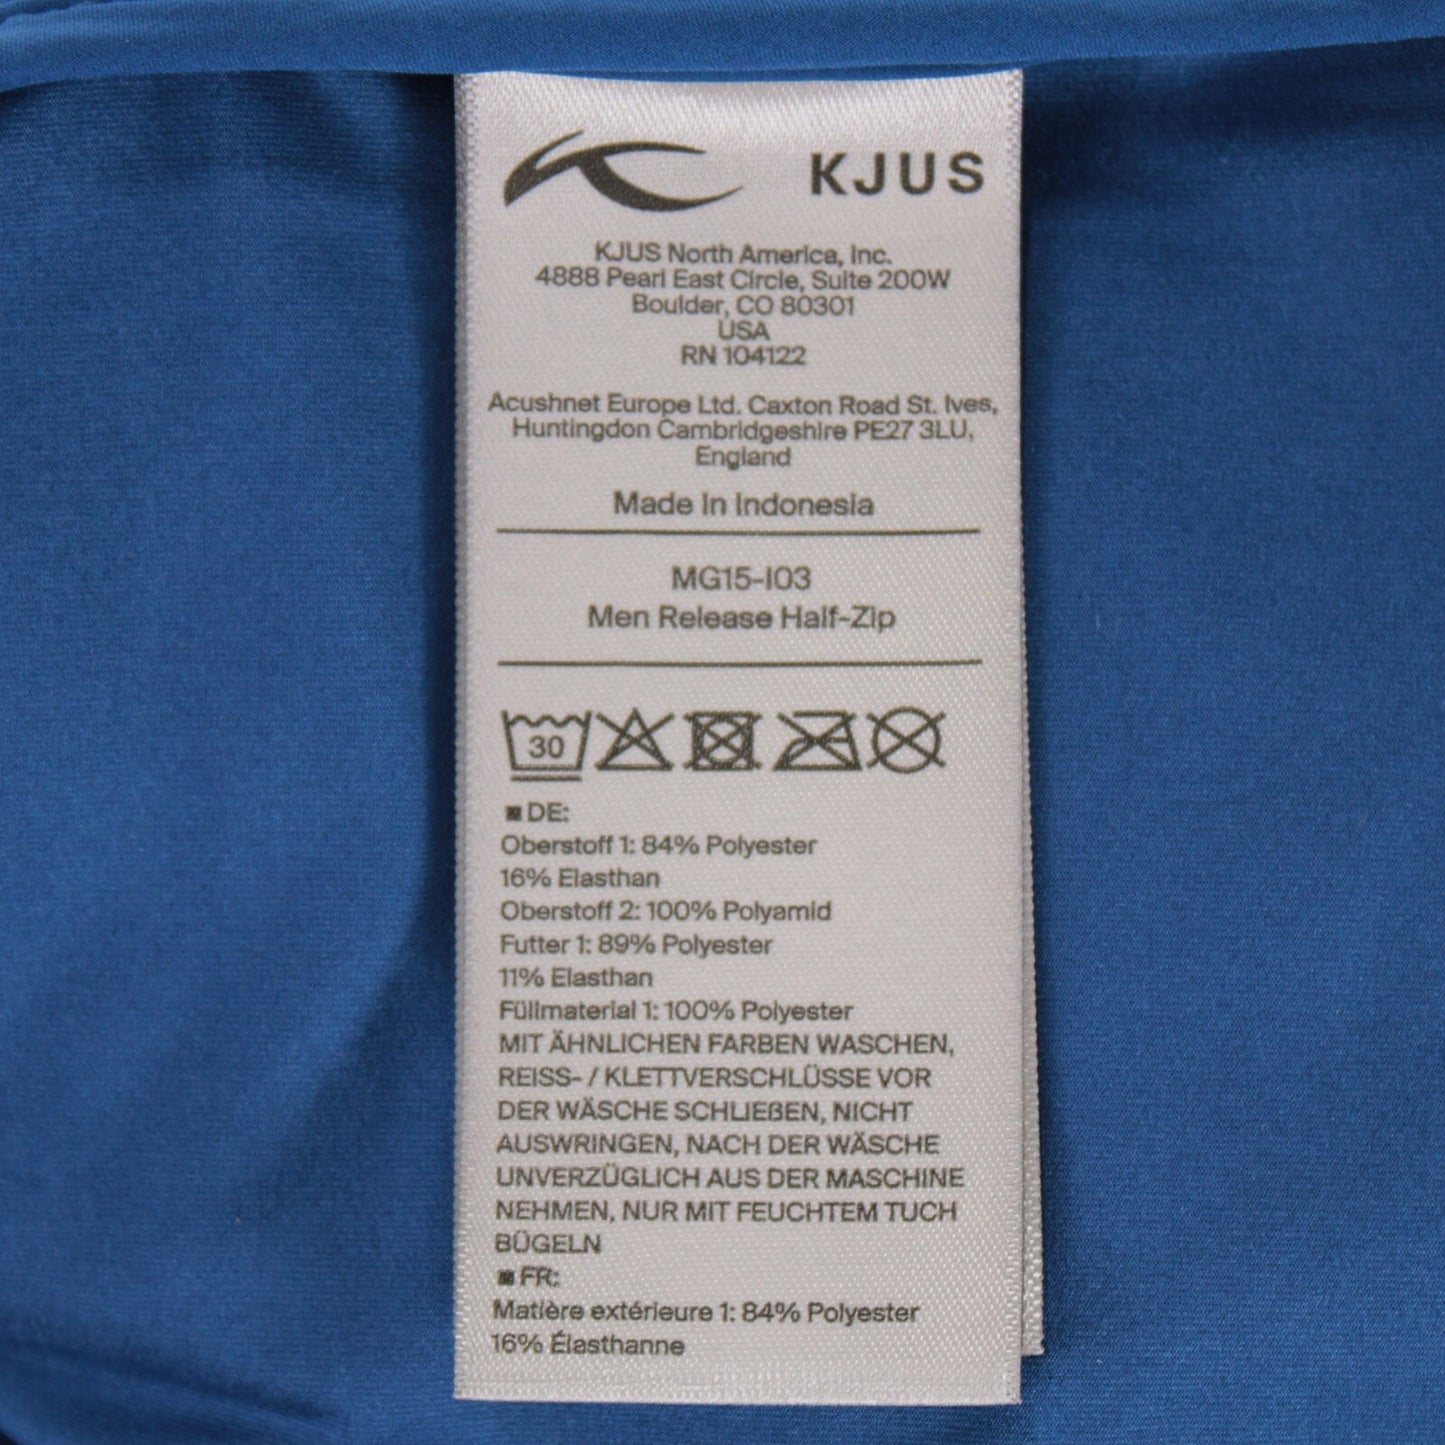 KJUS
KJUS North America, Inc.
4888 Pearl East Circle, Suite 200W
Boulder, CO 80301
USA
RN 104122
Acushnet Europe Ltd. Caxton Road St. Ives,
Huntingdon Cambridgeshire PE27 3LU,
England
Made in Indonesia
MG15-I03
Men Release Half-Zip
30
DE:
Oberstoff 1: 84% Polyester
16% Elasthan
Oberstoff 2: 100% Polyamid
Futter 1: 89% Polyester
11% Elasthan
Füllmaterial 1: 100% Polyester
MIT ÄHNLICHEN FARBEN WASCHEN,
REISS- / KLETTVERSCHLÜSSE VOR
DER WÄSCHE SCHLIEßEN, NICHT
AUSWRINGEN, NACH DER WÄSCHE
UNVERZÜGLICH AUS DER MASCHINE
NEHMEN, NUR MIT FEUCHTEM TUCH
BÜGELN
FR:
Matière extérieure 1: 84% Polyester
16% Élasthanne